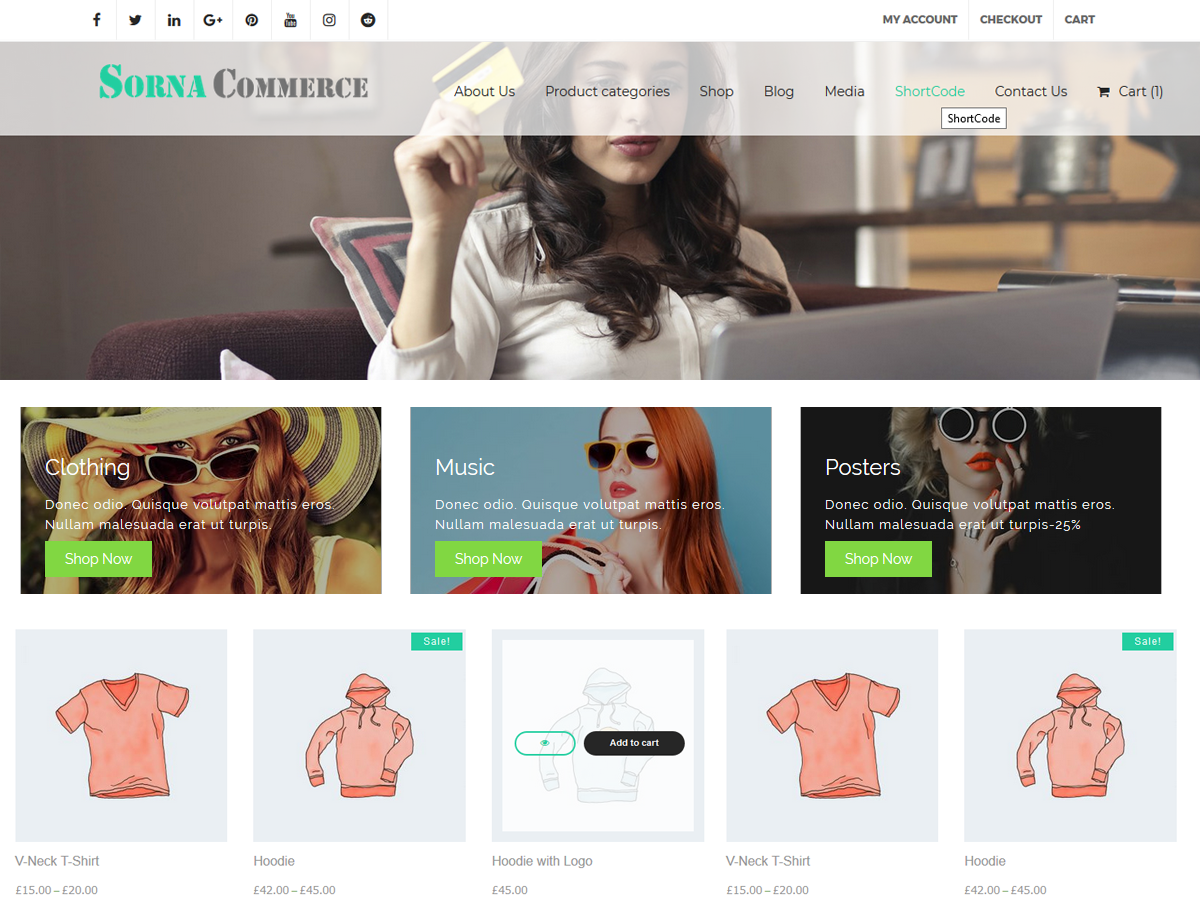 MY ACCOUNT CHECKOUT CART
SORNA COMMERCE
About Us Product categories Shop Blog Media ShortCode Contact Us Cart (1)
ShortCode
Clothing
Donec odio. Quisque volutpat mattis eros.
Nullam malesuada erat ut turpis.
Shop Now
Music
Donec odio. Quisque volutpat mattis eros.
Nullam malesuada erat ut turpis.
Shop Now
Posters
Donec odio. Quisque volutpat mattis eros.
Nullam malesuada erat ut turpis-25%
Shop Now
Sale!
Sale!
Add to cart
V-Neck T-Shirt
£15.00 – £20.00
Hoodie
£42.00 – £45.00
Hoodie with Logo
£45.00
V-Neck T-Shirt
£15.00 – £20.00
Hoodie
£42.00 – £45.00